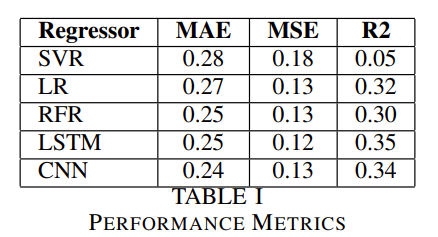 Regressor MAE MSE R2
SVR 0.28 0.18 0.05
LR 0.27 0.13 0.32
RFR 0.25 0.13 0.30
LSTM 0.25 0.12 0.35
CNN 0.24 0.13 0.34
TABLE I
PERFORMANCE METRICS